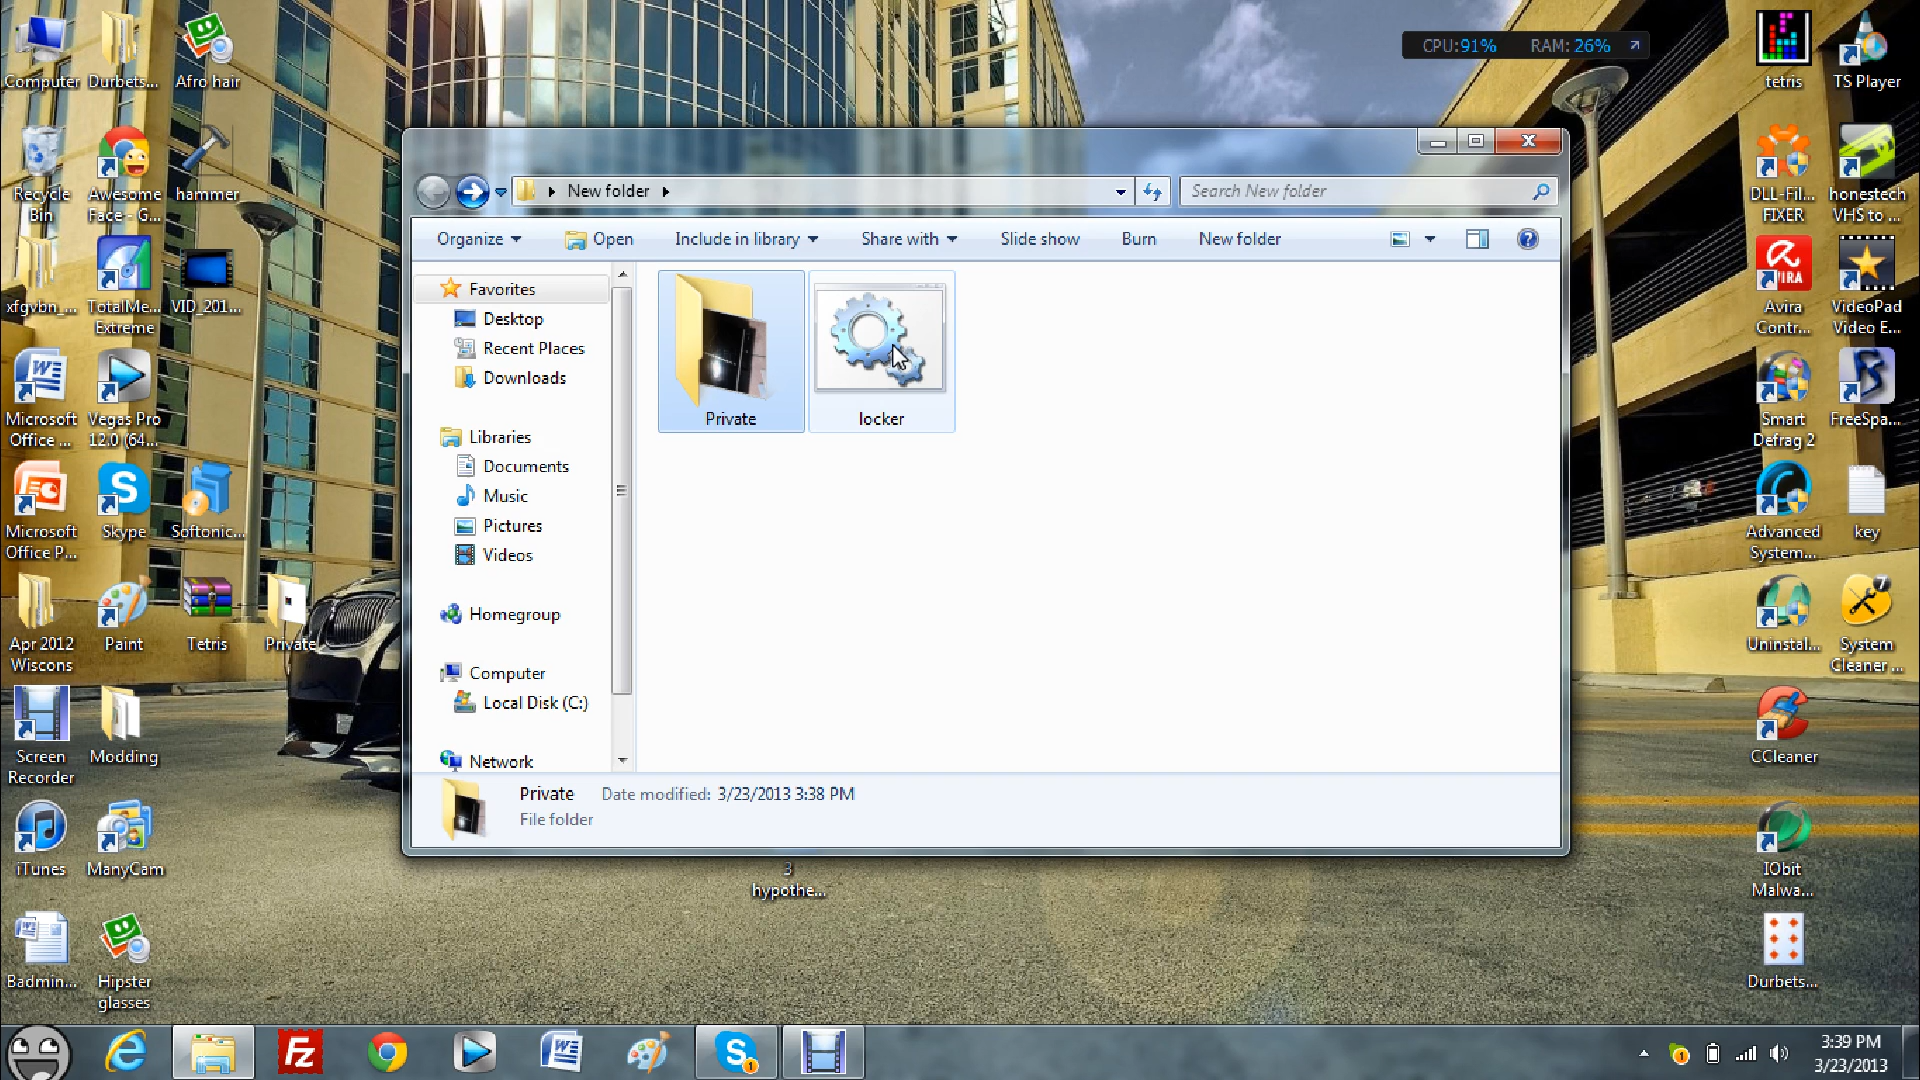 Computer
Durbets...
Afro hair
CPU:91% RAM: 26%
tetris
TS Player
Recycle
Bin
Awesome
Face - G...
hammer
DLL-Fil...
FIXER
honestech
VHS to ...
New folder
Search New folder
Organize
Open
Include in library
Share with
Slide show
Burn
New folder
xfgvbn_...
TotalMe...
Extreme
VID_201...
AVIRA
Avira
Contr...
VideoPad
Video E...
Favorites
Desktop
Recent Places
Downloads
Private
locker
Microsoft
Office ...
Vegas Pro
12.0 (64...
Smart
Defrag 2
FreeSpa...
Libraries
Documents
Music
Pictures
Videos
Microsoft
Office P...
Skype
Softonic...
Advanced
System...
key
Homegroup
Apr 2012
Wiscons
Paint
Tetris
Private
Uninstal...
System
Cleaner ...
Computer
Local Disk (C:)
Network
Screen
Recorder
Modding
CCleaner
Private Date modified: 3/23/2013 3:38 PM
File folder
iTunes
ManyCam
3
hypothe...
IObit
Malwa...
Badmin...
Hipster
glasses
Durbets...
3:39 PM
3/23/2013